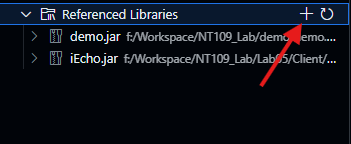 Referenced Libraries
demo.jar f:/Workspace/NT109_Lab/demo/demo....
iEcho.jar f:/Workspace/NT109_Lab/Lab05/Client/...